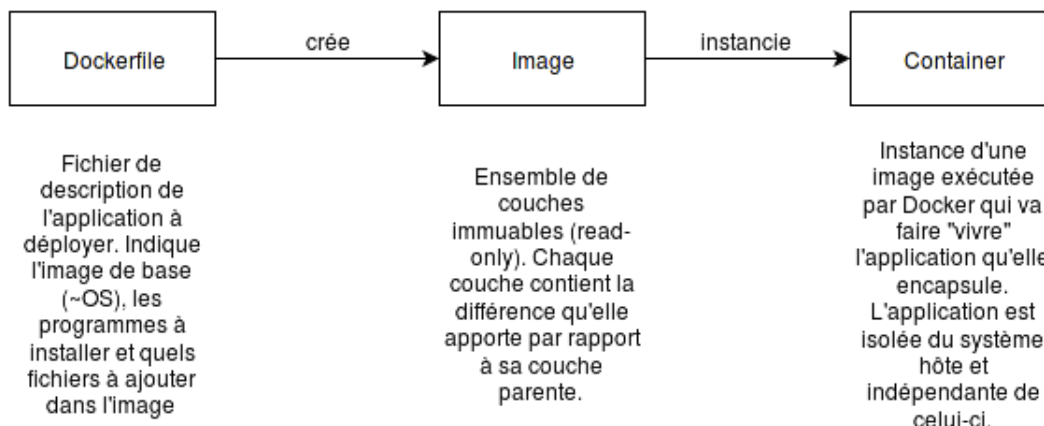 Dockerfile
crée
Image
instancie
Container
Fichier de
description de
l'application à
déployer. Indique
l'image de base
(~OS), les
programmes à
installer et quels
fichiers à ajouter
dans l'image
Ensemble de
couches
immuables (read-
only). Chaque
couche contient la
différence qu'elle
apporte par rapport
à sa couche
parente.
Instance d'une
image exécutée
par Docker qui va
faire "vivre"
l'application qu'elle
encapsule.
L'application est
isolée du système
hôte et
indépendante de
celui-ci.